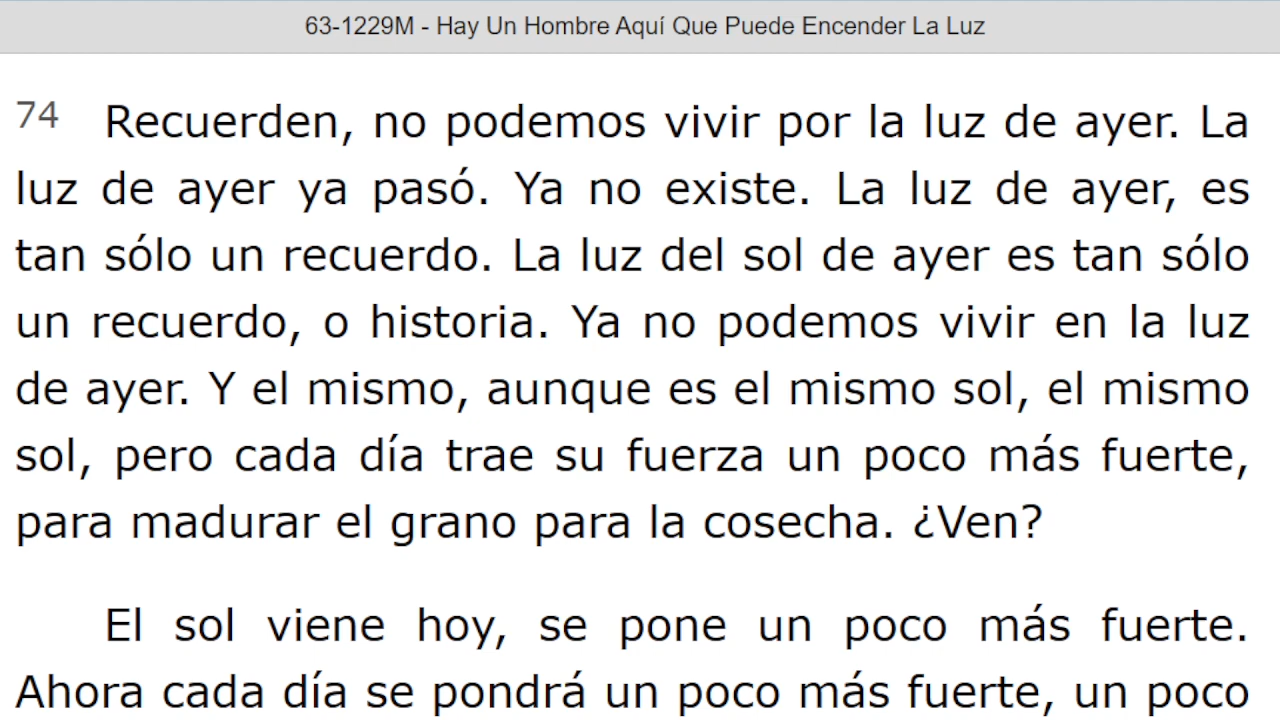 63-1229M - Hay Un Hombre Aquí Que Puede Encender La Luz
74 Recuerden, no podemos vivir por la luz de ayer. La
luz de ayer ya pasó. Ya no existe. La luz de ayer, es
tan sólo un recuerdo. La luz del sol de ayer es tan sólo
un recuerdo, o historia. Ya no podemos vivir en la luz
de ayer. Y el mismo, aunque es el mismo sol, el mismo
sol, pero cada día trae su fuerza un poco más fuerte,
para madurar el grano para la cosecha. ¿Ven?
El sol viene hoy, se pone un poco más fuerte.
Ahora cada día se pondrá un poco más fuerte, un poco